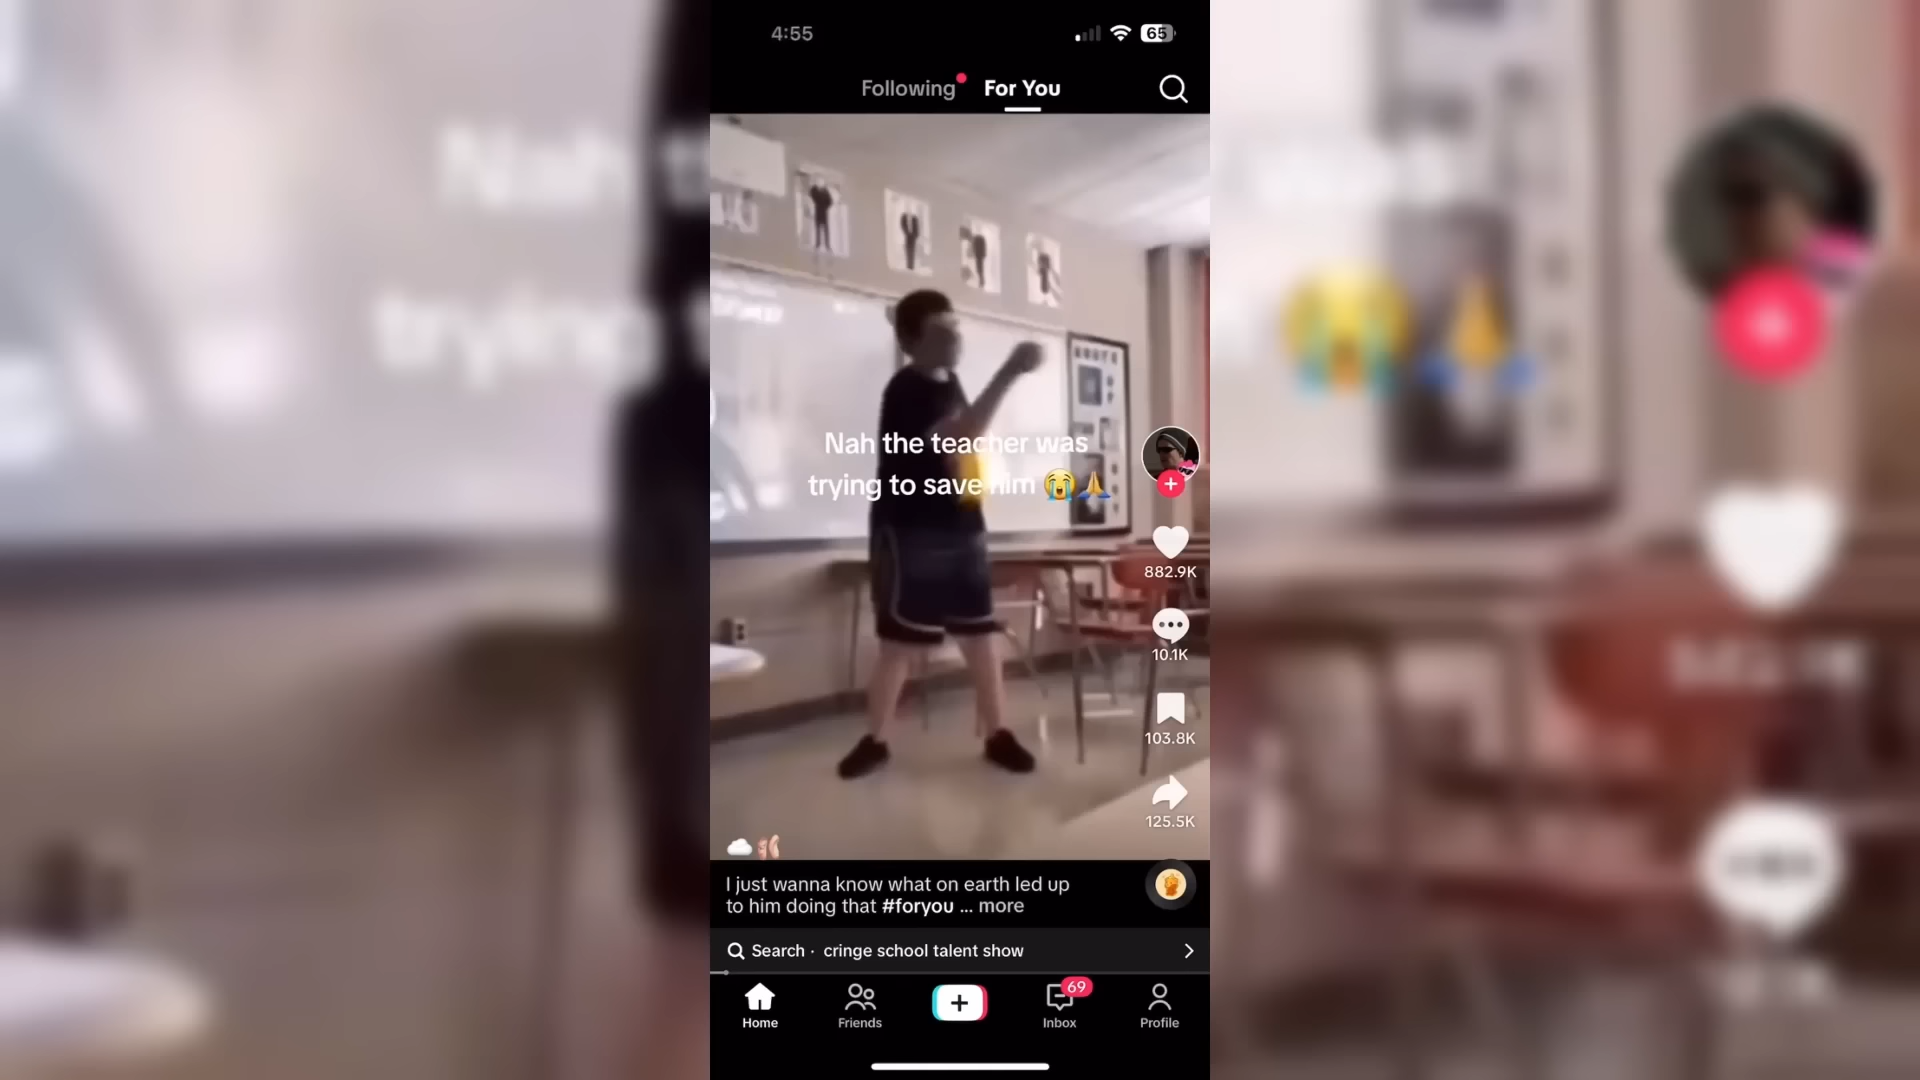 4:55
65
Following
For You
Nah the teacher was
trying to save him 😭🙏
882.9K
10.1K
103.8K
125.5K
I just wanna know what on earth led up
to him doing that #foryou ... more
Search · cringe school talent show
69
Home
Friends
Inbox
Profile